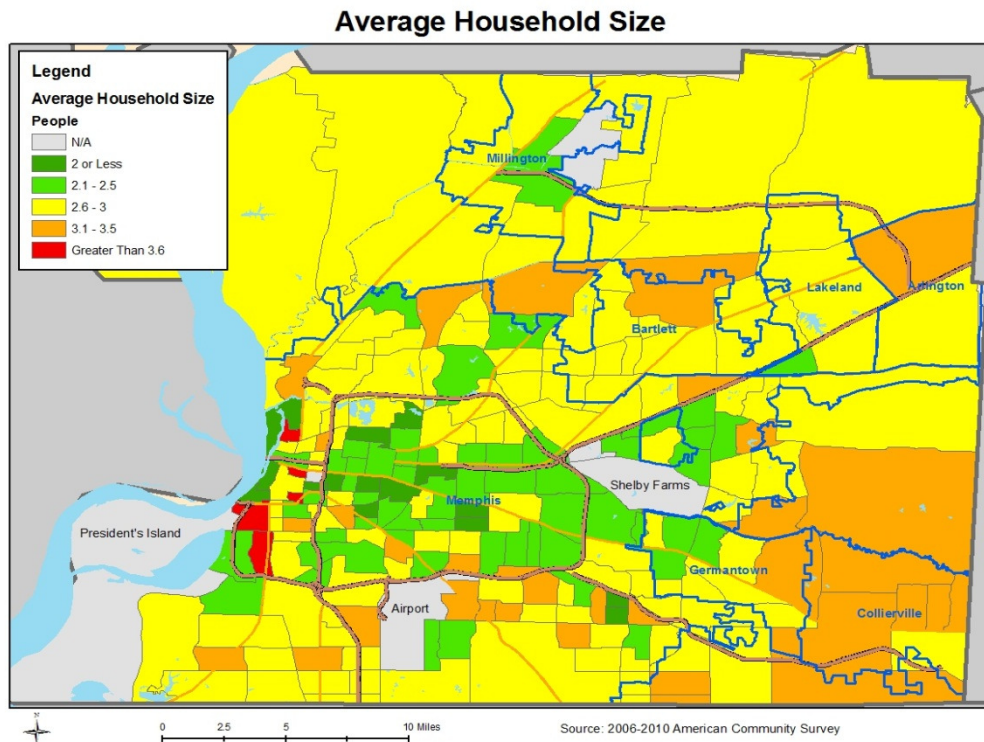 Average Household Size
Legend
Average Household Size
People
N/A
2 or Less
2.1 - 2.5
2.6 - 3
3.1 - 3.5
Greater Than 3.6
Millington
Lakeland
Arlington
Bartlett
Shelby Farms
Memphis
President's Island
Germantown
Airport
Collierville
N
0 2.5 5 10 Miles
Source: 2006-2010 American Community Survey